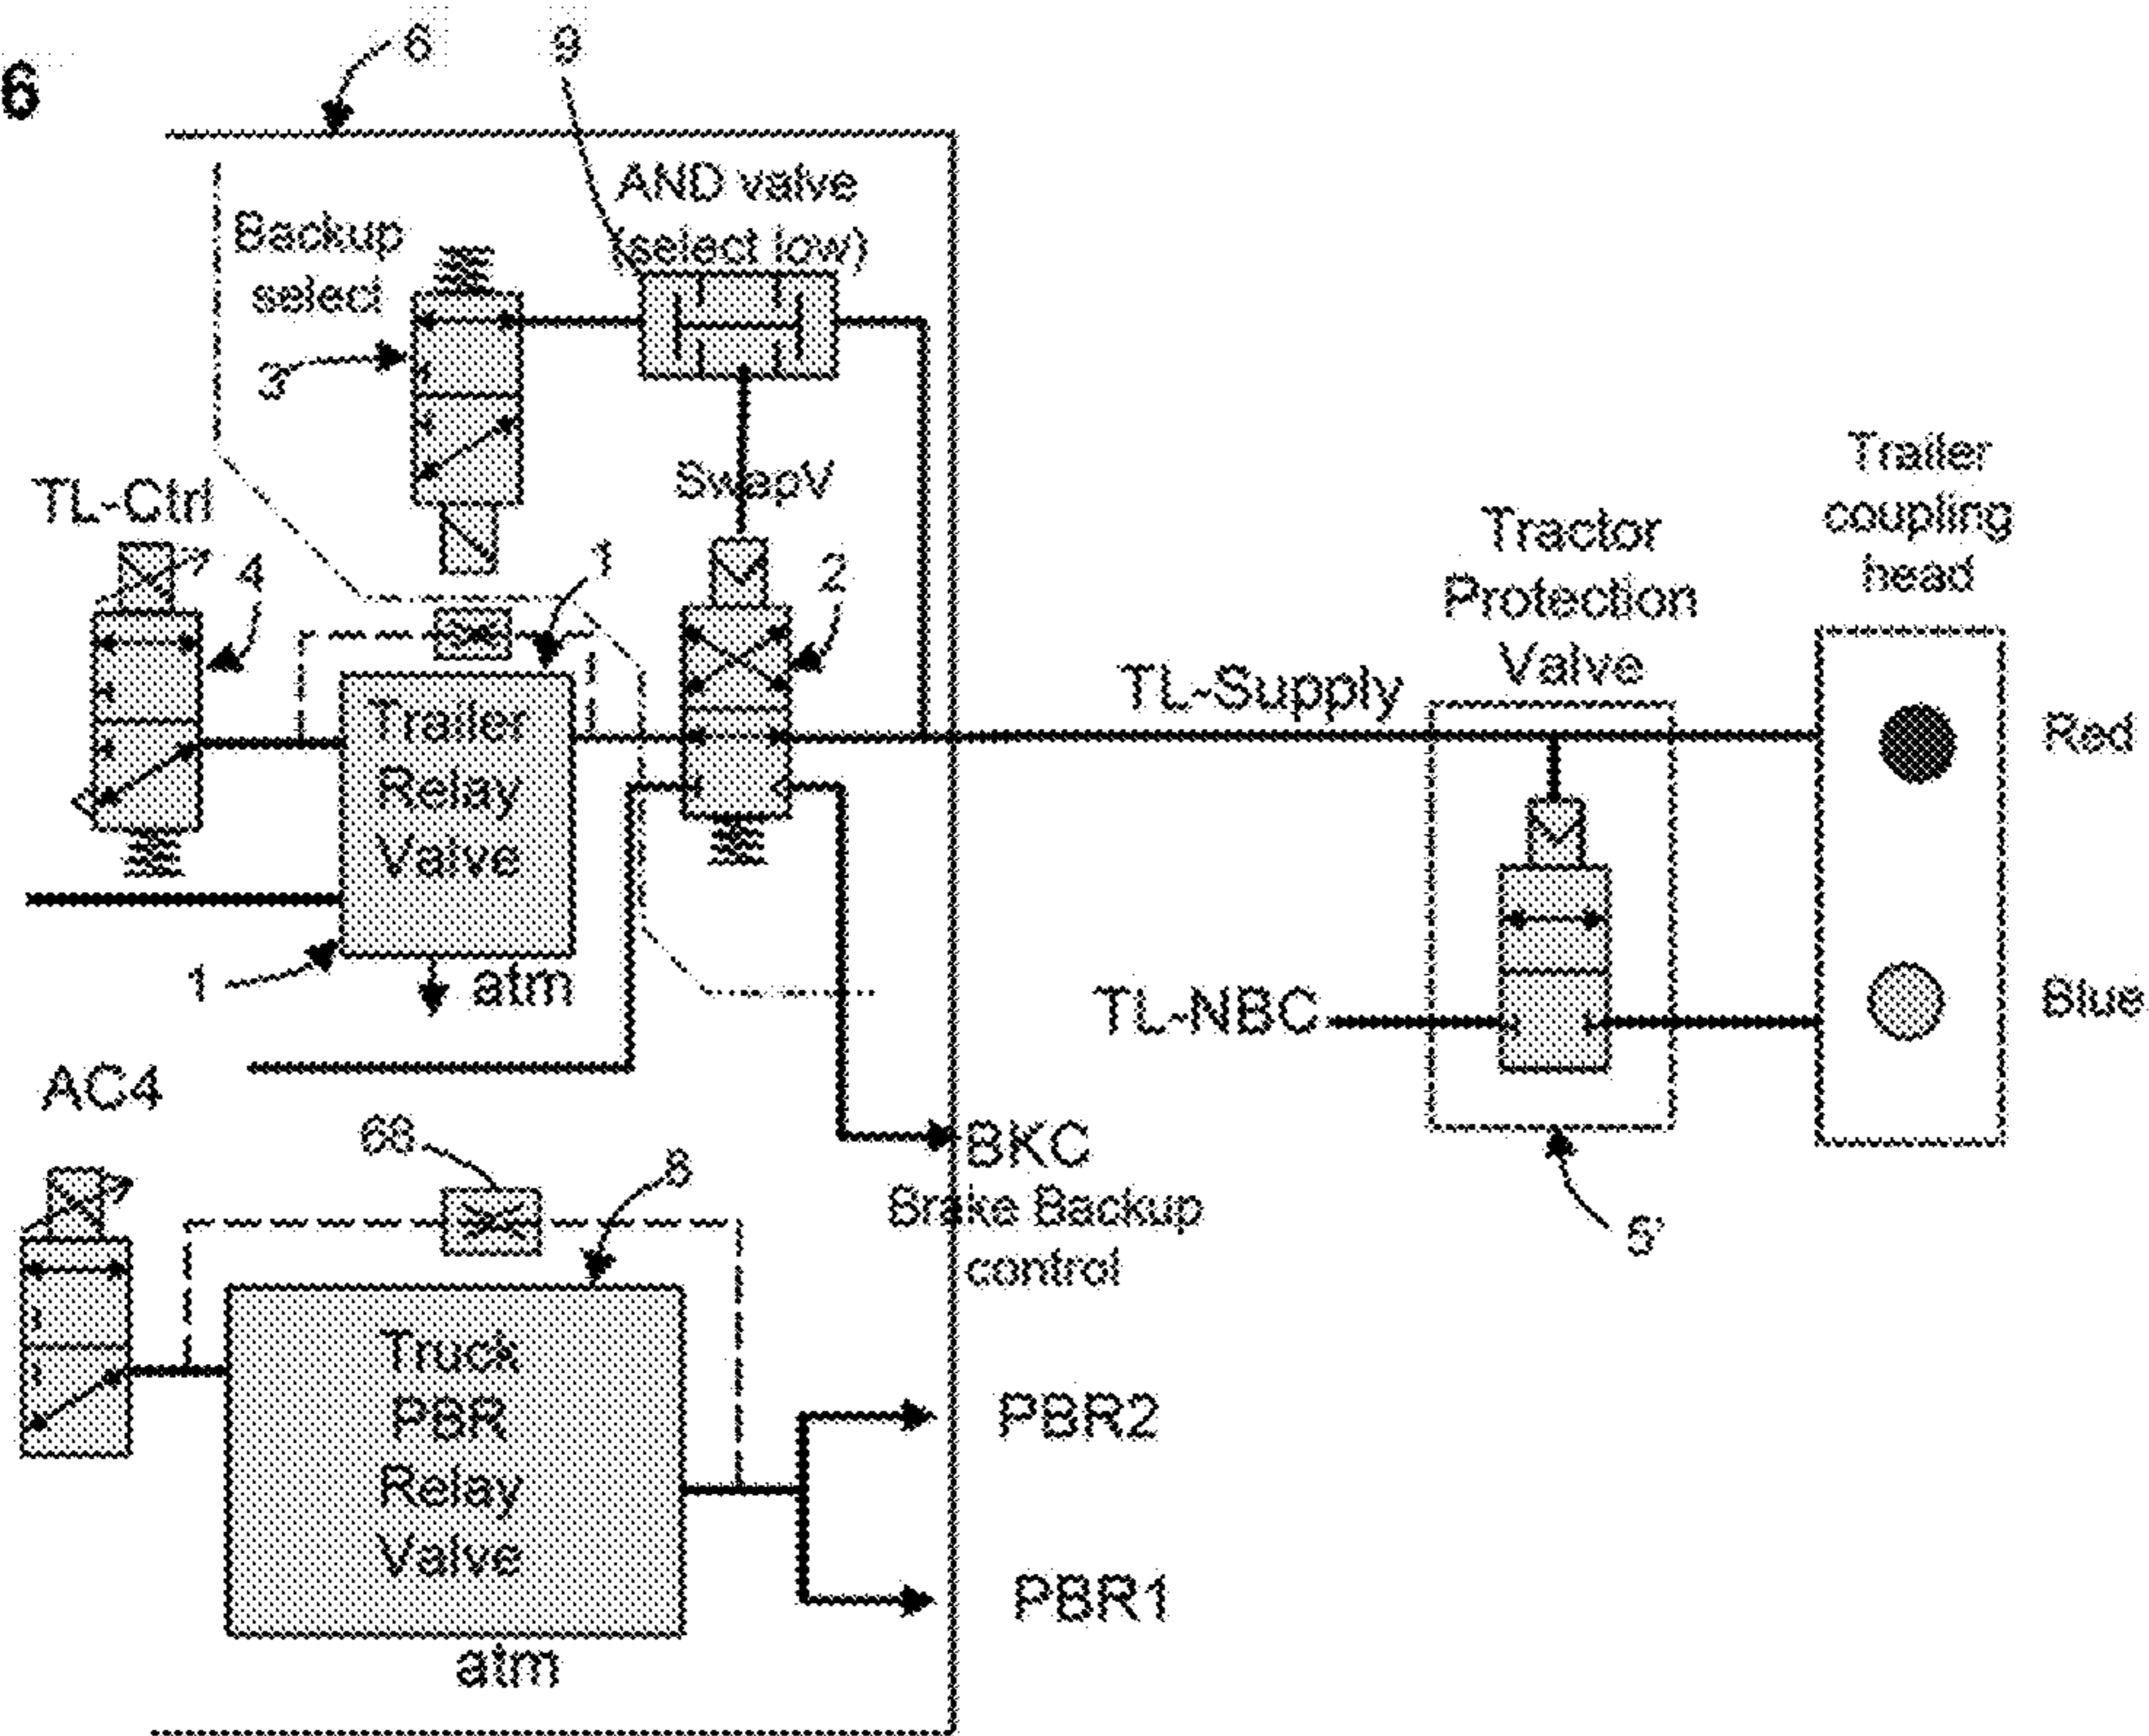 6
6
9
AND valve
(select low)
Backup
select
3'
SwapV
TL-Ctrl
4
1
2
Trailer
Relay
Valve
1
atm
TL-Supply
Tractor
Protection
Valve
Trailer
coupling
head
Red
Blue
TL-NBC
5'
AC4
68
8
BKC
Brake Backup
control
Truck
PBR
Relay
Valve
PBR2
PBR1
atm